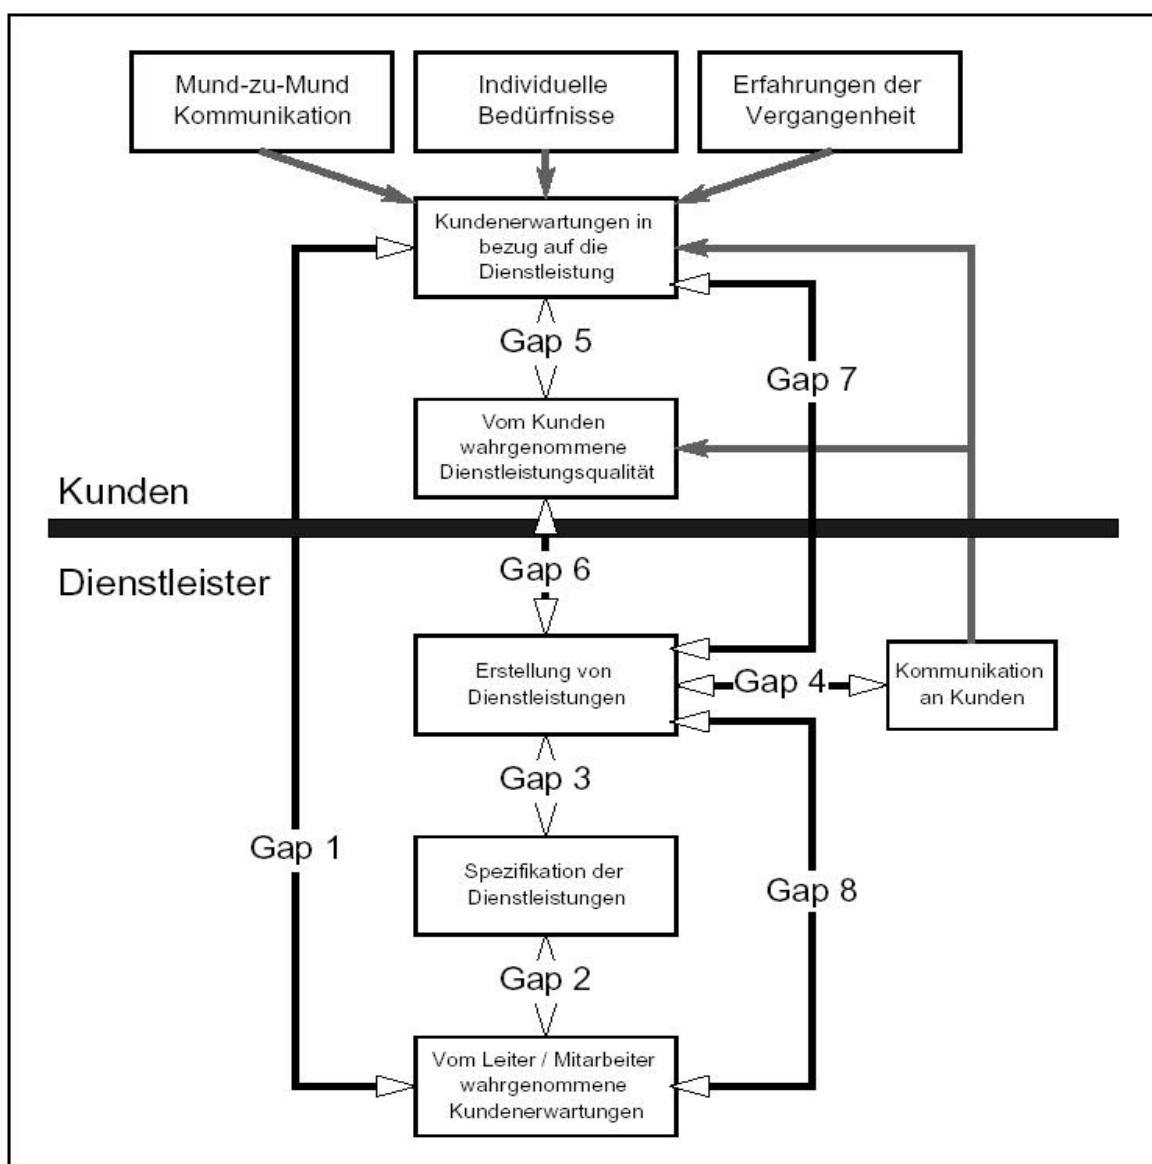 Mund-zu-Mund
Kommunikation
Individuelle
Bedürfnisse
Erfahrungen der
Vergangenheit
Kundenerwartungen in
bezug auf die
Dienstleistung
Gap 5
Gap 7
Vom Kunden
wahrgenommene
Dienstleistungsqualität
Kunden
Dienstleister
Gap 6
Erstellung von
Dienstleistungen
Gap 4
Kommunikation
an Kunden
Gap 3
Gap 1
Spezifikation der
Dienstleistungen
Gap 8
Gap 2
Vom Leiter / Mitarbeiter
wahrgenommene
Kundenerwartungen